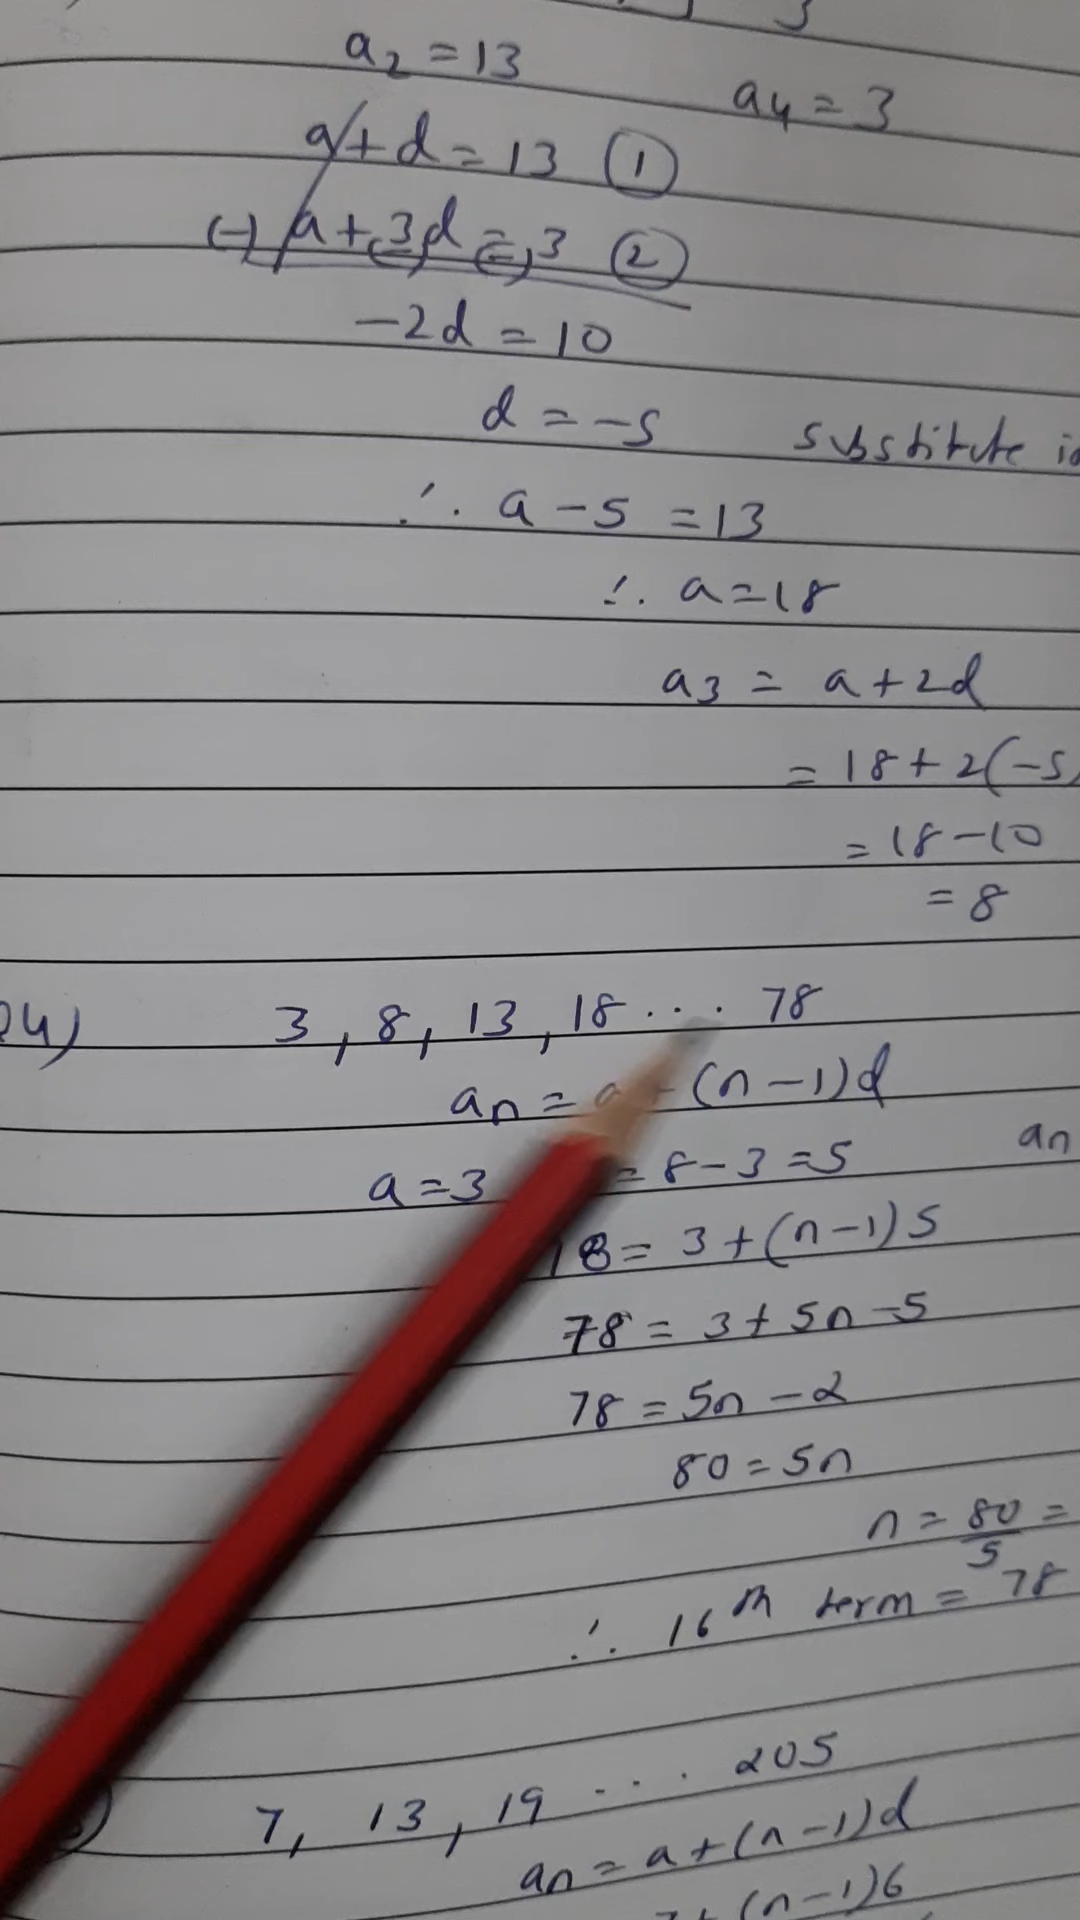 a2 = 13
a4 = 3
a + d = 13 ①
(-) a + 3d = 3 ②
(-) (-)
-2d = 10
d = -5 substitute
∴ a - 5 = 13
∴ a = 18
a3 = a + 2d
= 18 + 2(-5)
= 18 - 10
= 8
4) 3, 8, 13, 18 ... 78
an = a + (n - 1)d
a = 3 = 8 - 3 = 5 an
78 = 3 + (n - 1) 5
78 = 3 + 5n - 5
78 = 5n - 2
80 = 5n
n = 80/5 =
∴ 16th term = 78
7, 13, 19 ... 205
an = a + (n - 1)d
+ (n - 1)6